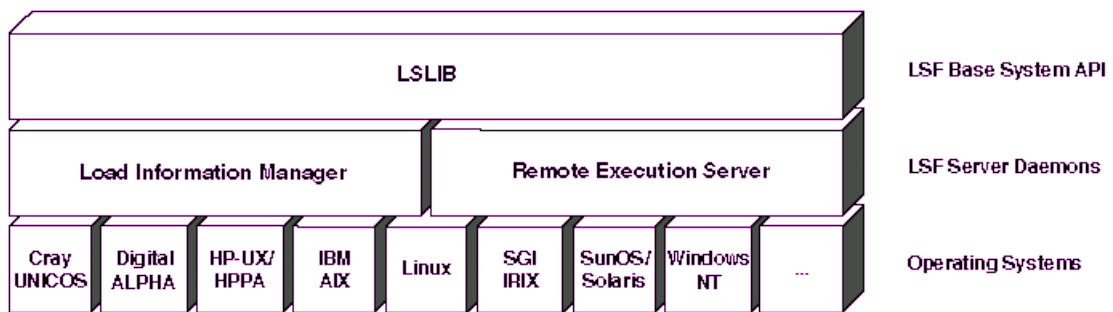 LSLIB
LSF Base System API
Load Information Manager
Remote Execution Server
LSF Server Daemons
Cray
UNICOS
Digital
ALPHA
HP-UX/
HPPA
IBM
AIX
Linux
SGI
IRIX
SunOS/
Solaris
Windows
NT
...
Operating Systems